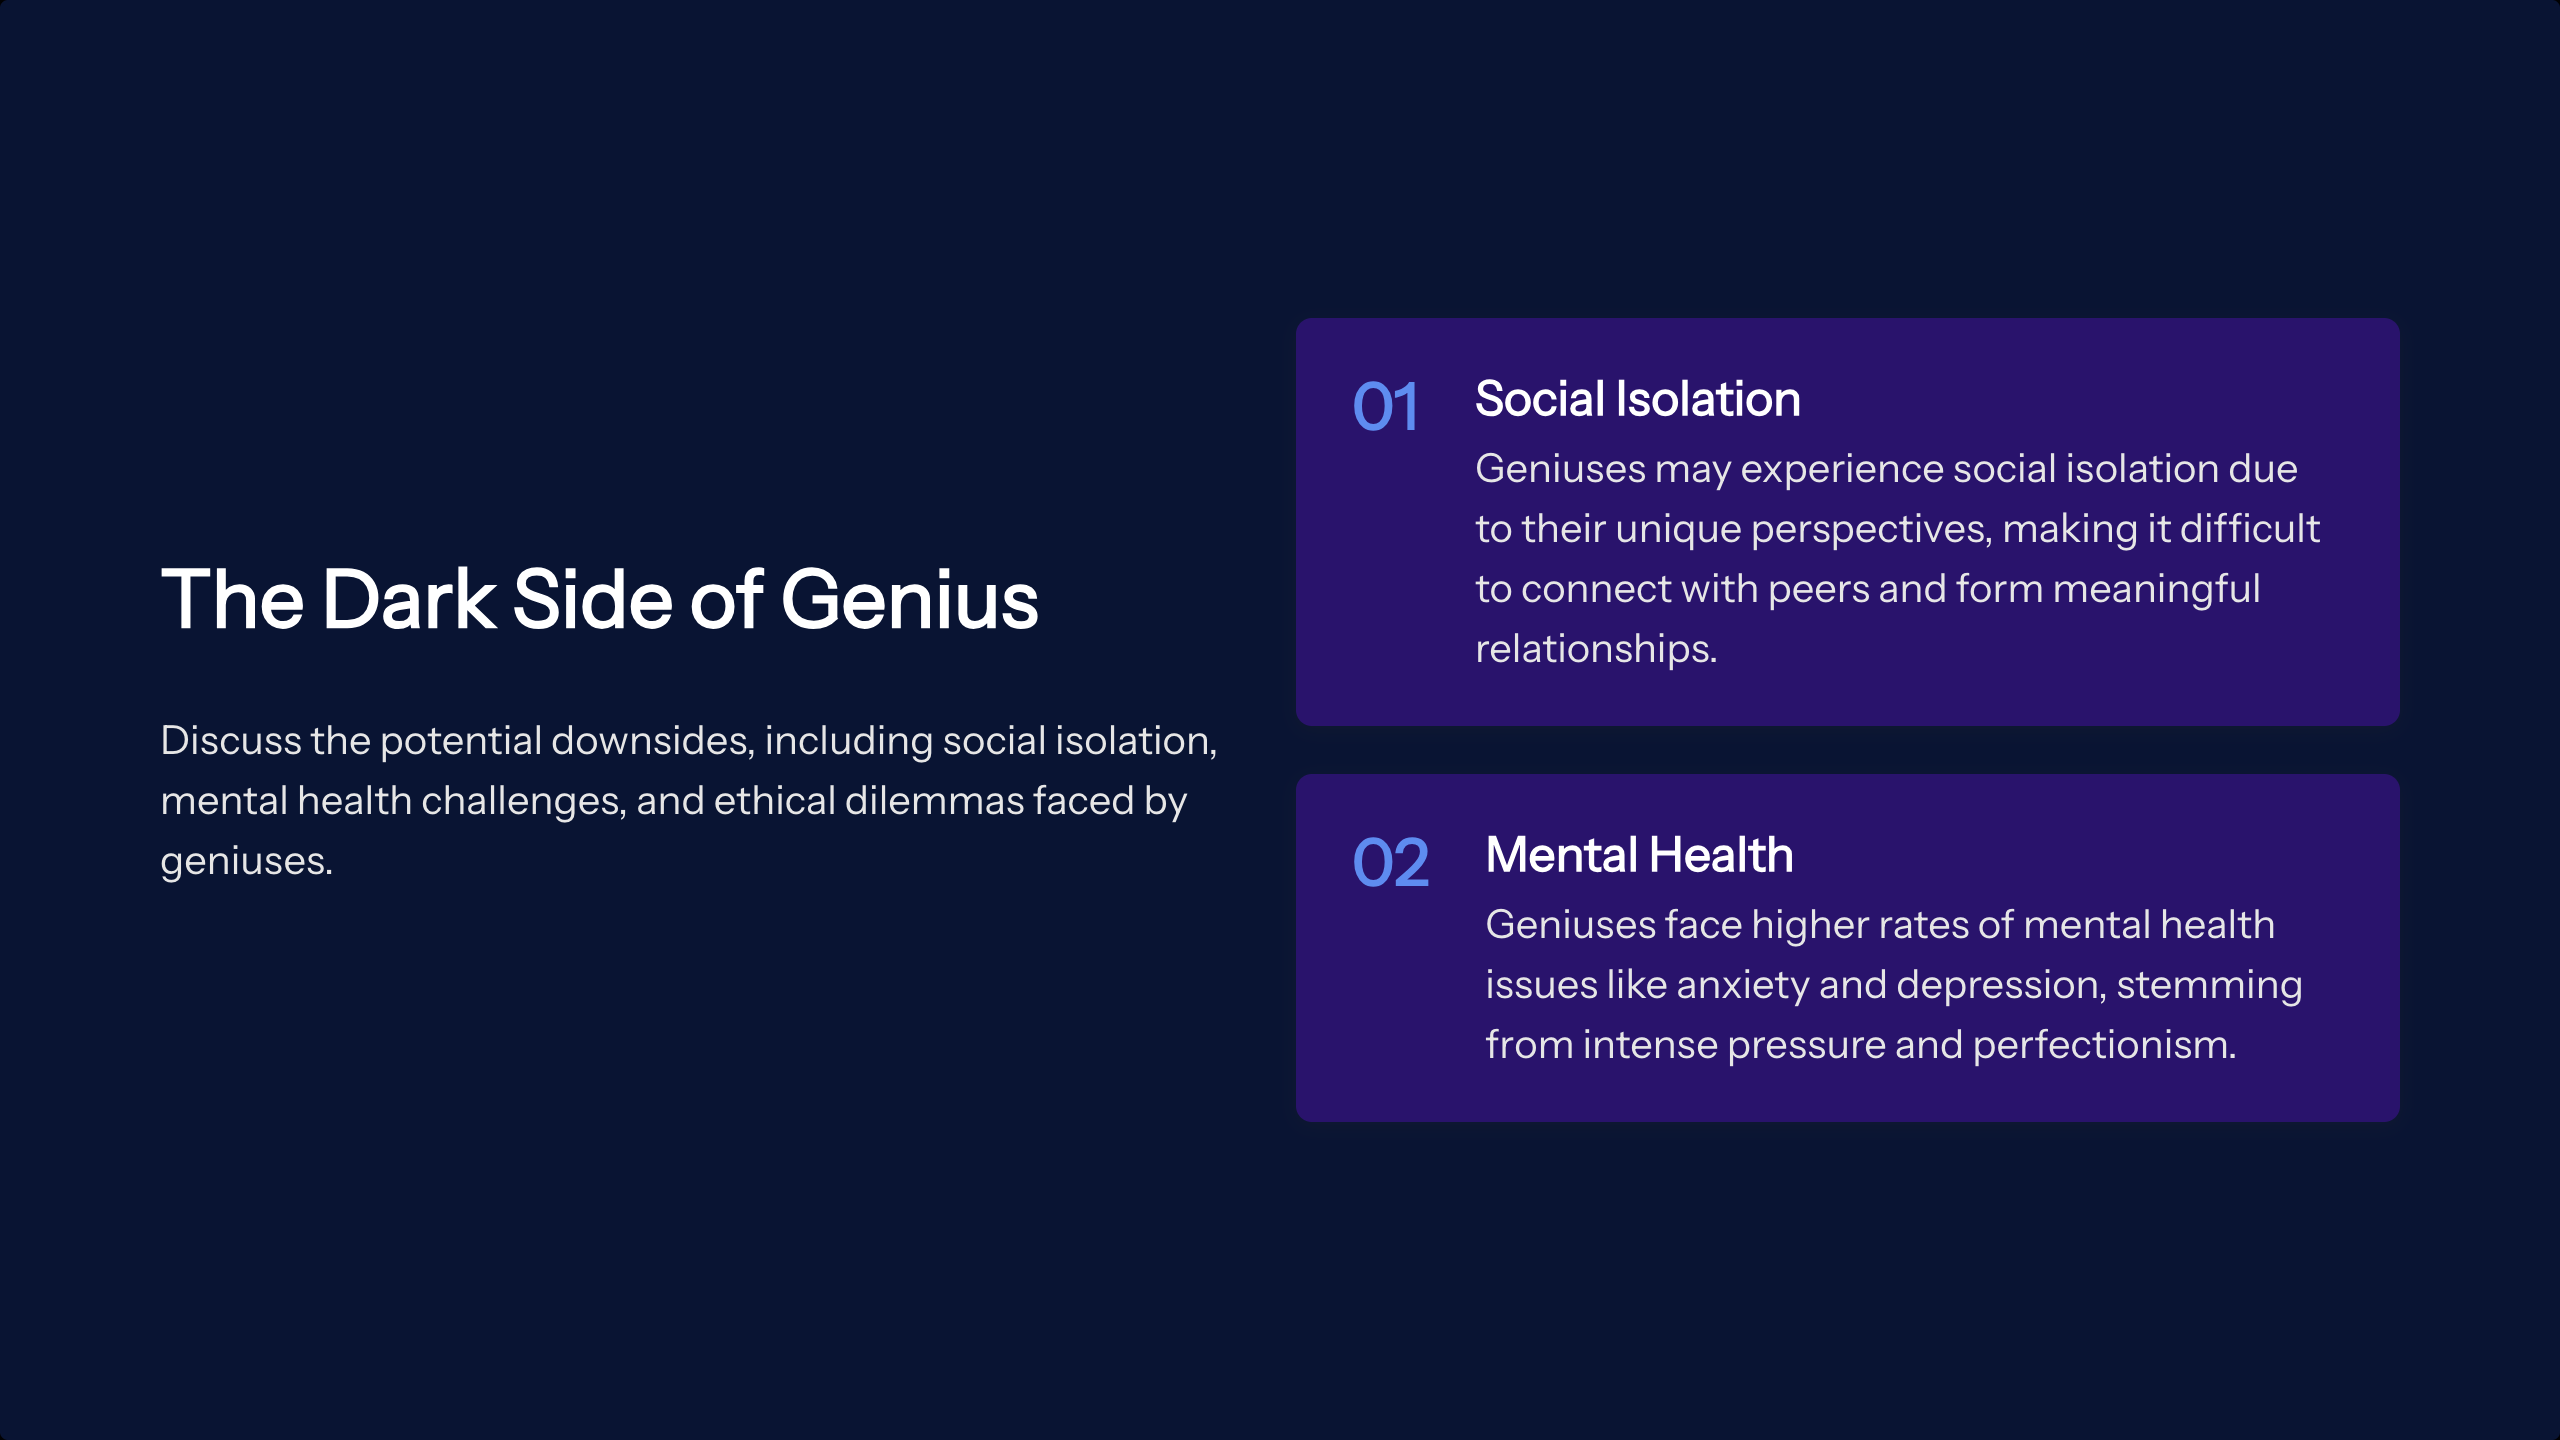 The Dark Side of Genius
Discuss the potential downsides, including social isolation,
mental health challenges, and ethical dilemmas faced by
geniuses.
01
Social Isolation
Geniuses may experience social isolation due
to their unique perspectives, making it difficult
to connect with peers and form meaningful
relationships.
02
Mental Health
Geniuses face higher rates of mental health
issues like anxiety and depression, stemming
from intense pressure and perfectionism.